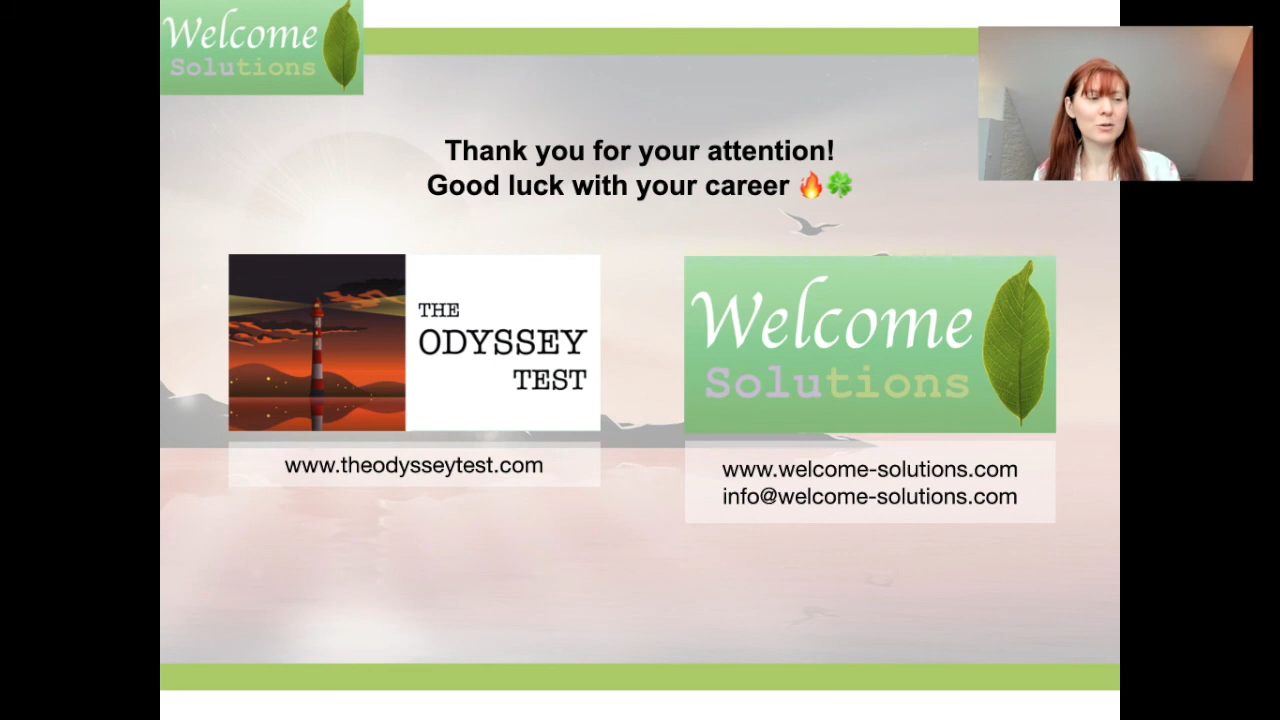 Welcome
Solutions
Thank you for your attention!
Good luck with your career 🔥🍀
THE
ODYSSEY
TEST
www.theodysseytest.com
Welcome
Solutions
www.welcome-solutions.com
info@welcome-solutions.com